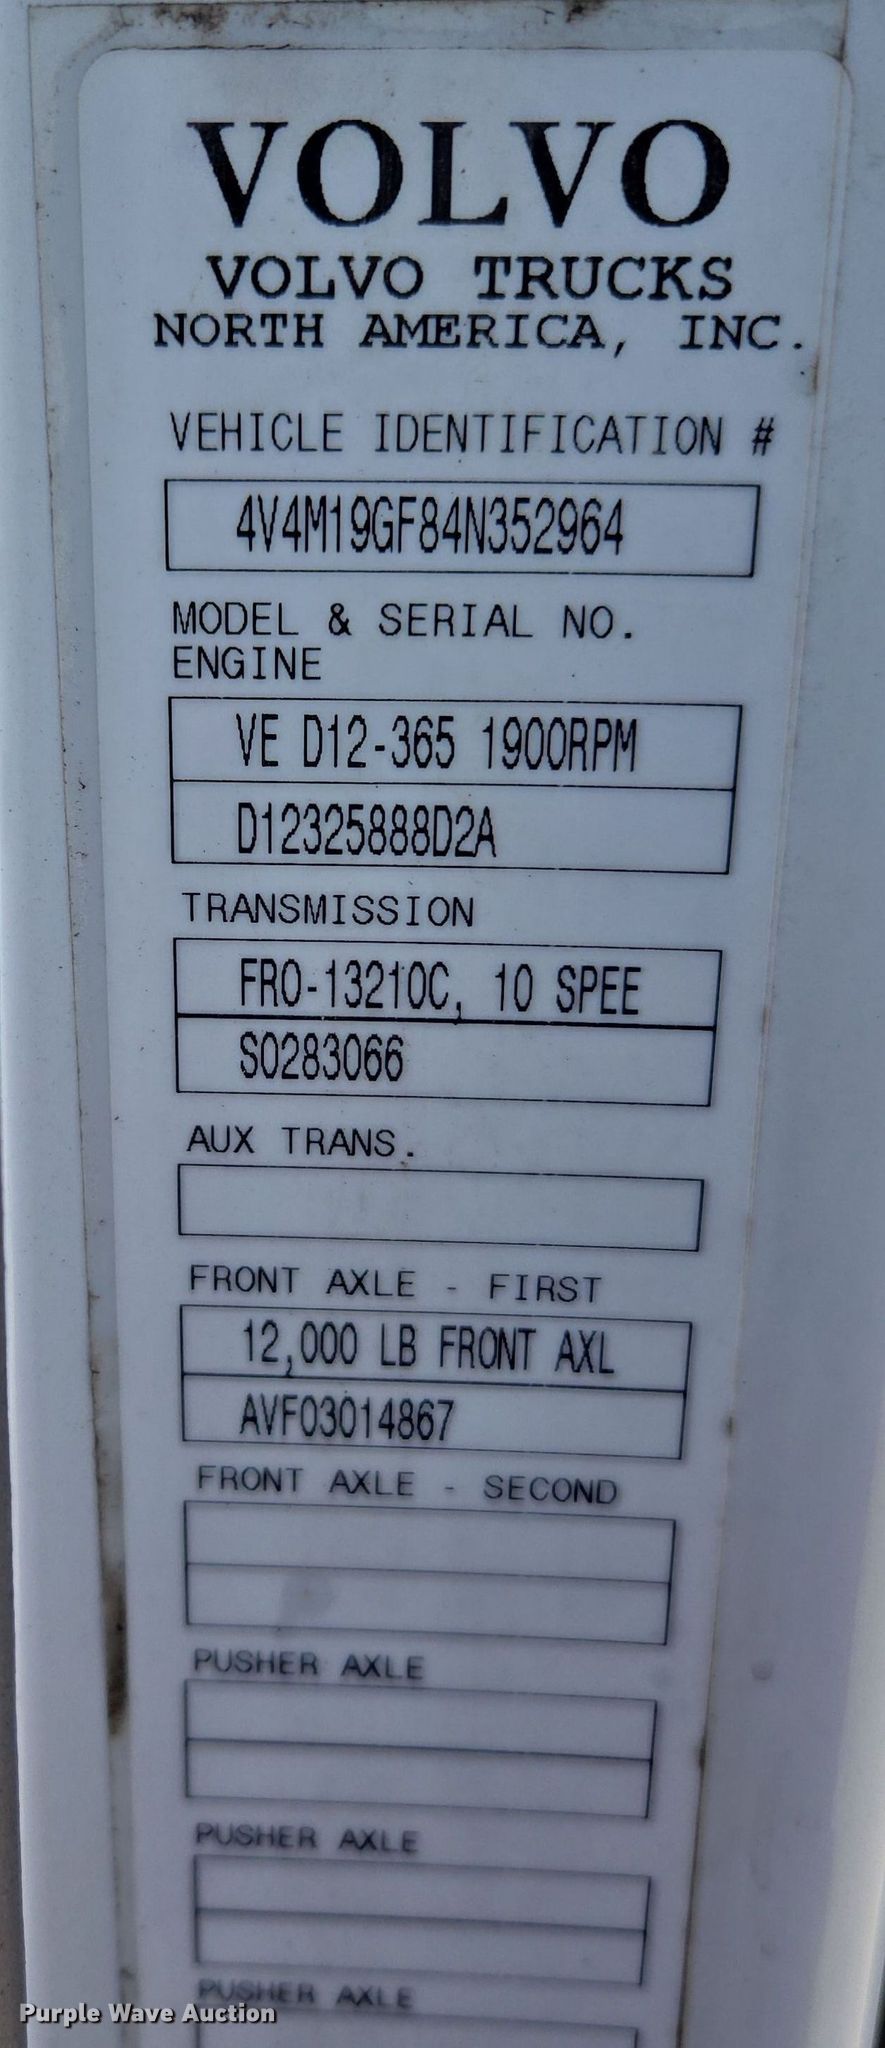 VOLVO
VOLVO TRUCKS
NORTH AMERICA, INC.
VEHICLE IDENTIFICATION #
4V4M19GF84N352964
MODEL & SERIAL NO.
ENGINE
VE D12-365 1900RPM
D12325888D2A
TRANSMISSION
FRO-13210C, 10 SPEE
S0283066
AUX TRANS.
FRONT AXLE - FIRST
12,000 LB FRONT AXL
AVF03014867
FRONT AXLE - SECOND
PUSHER AXLE
PUSHER AXLE
PUSHER AXLE
Purple Wave Auction